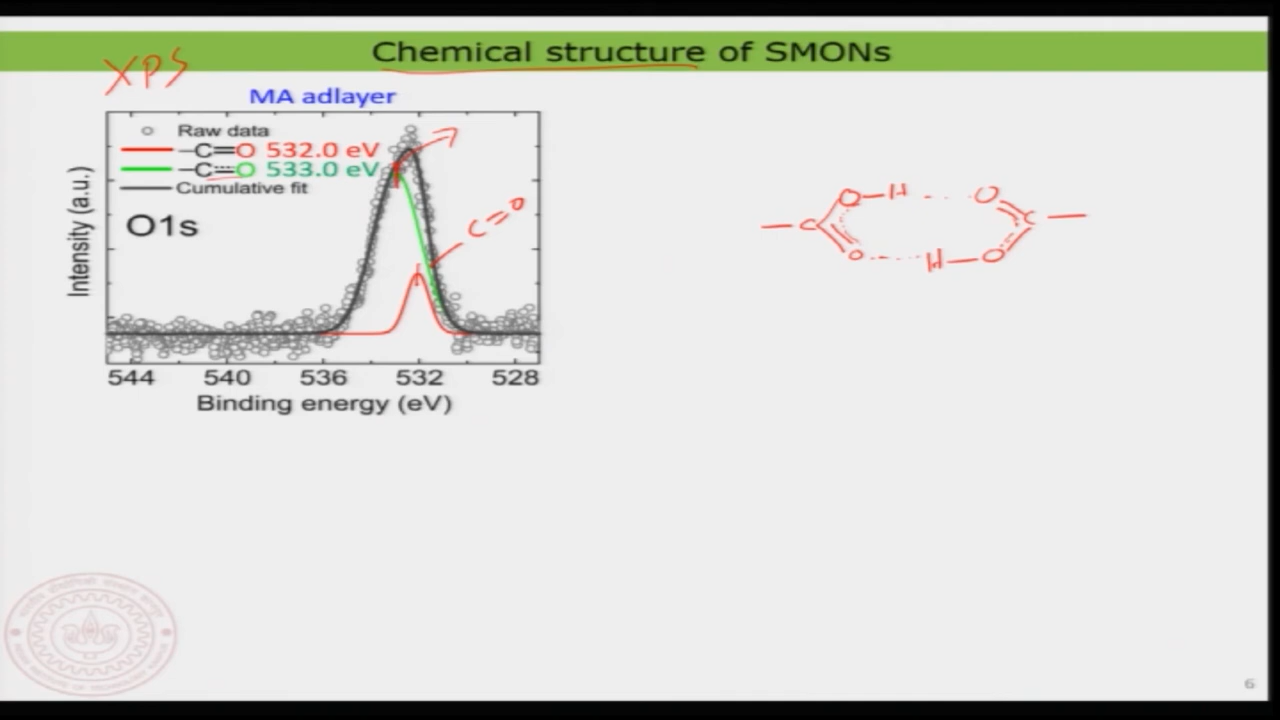 Chemical structure of SMONs
XPS
MA adlayer
Raw data
—C=O 532.0 eV
—C=O 533.0 eV
Cumulative fit
O1s
C=O
Intensity (a.u.)
544 540 536 532 528
Binding energy (eV)
O—H O
C C
O H—O
6